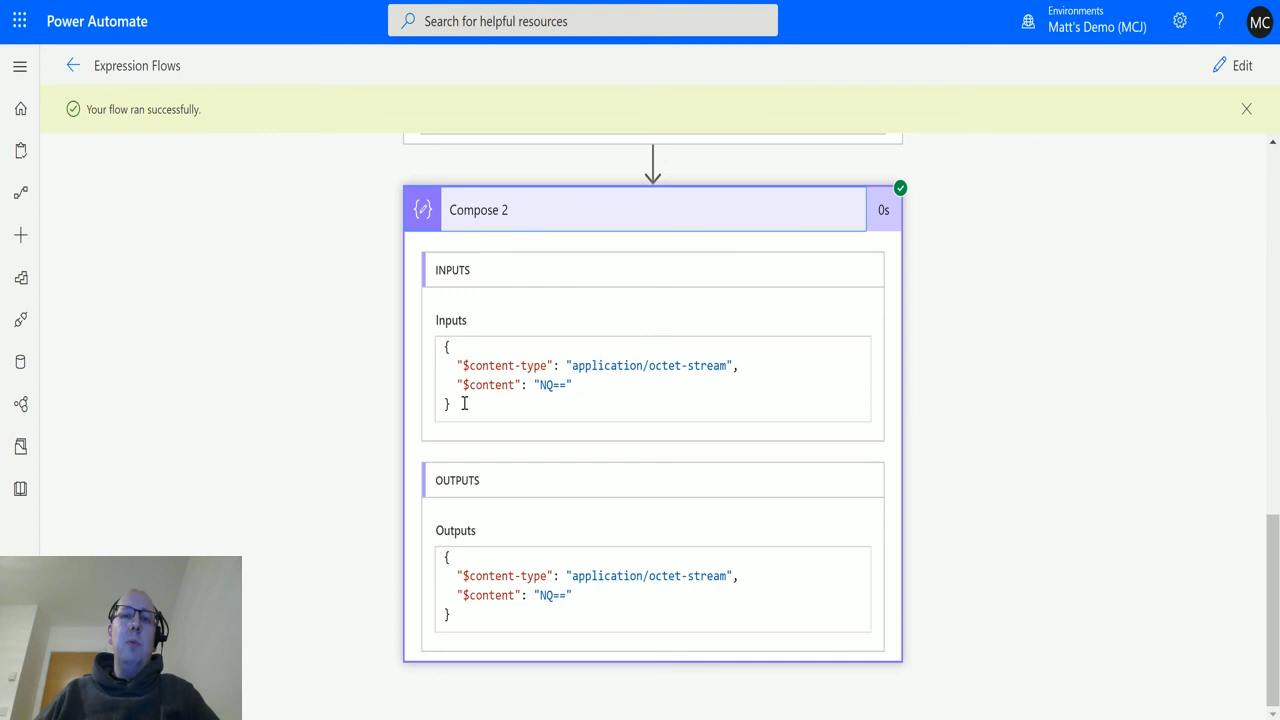 Power Automate
Search for helpful resources
Environments
Matt's Demo (MCJ)
?
MC
Expression Flows
Edit
Your flow ran successfully.
Compose 2
0s
INPUTS
Inputs
{
"$content-type": "application/octet-stream",
"$content": "NQ=="
}
OUTPUTS
Outputs
{
"$content-type": "application/octet-stream",
"$content": "NQ=="
}